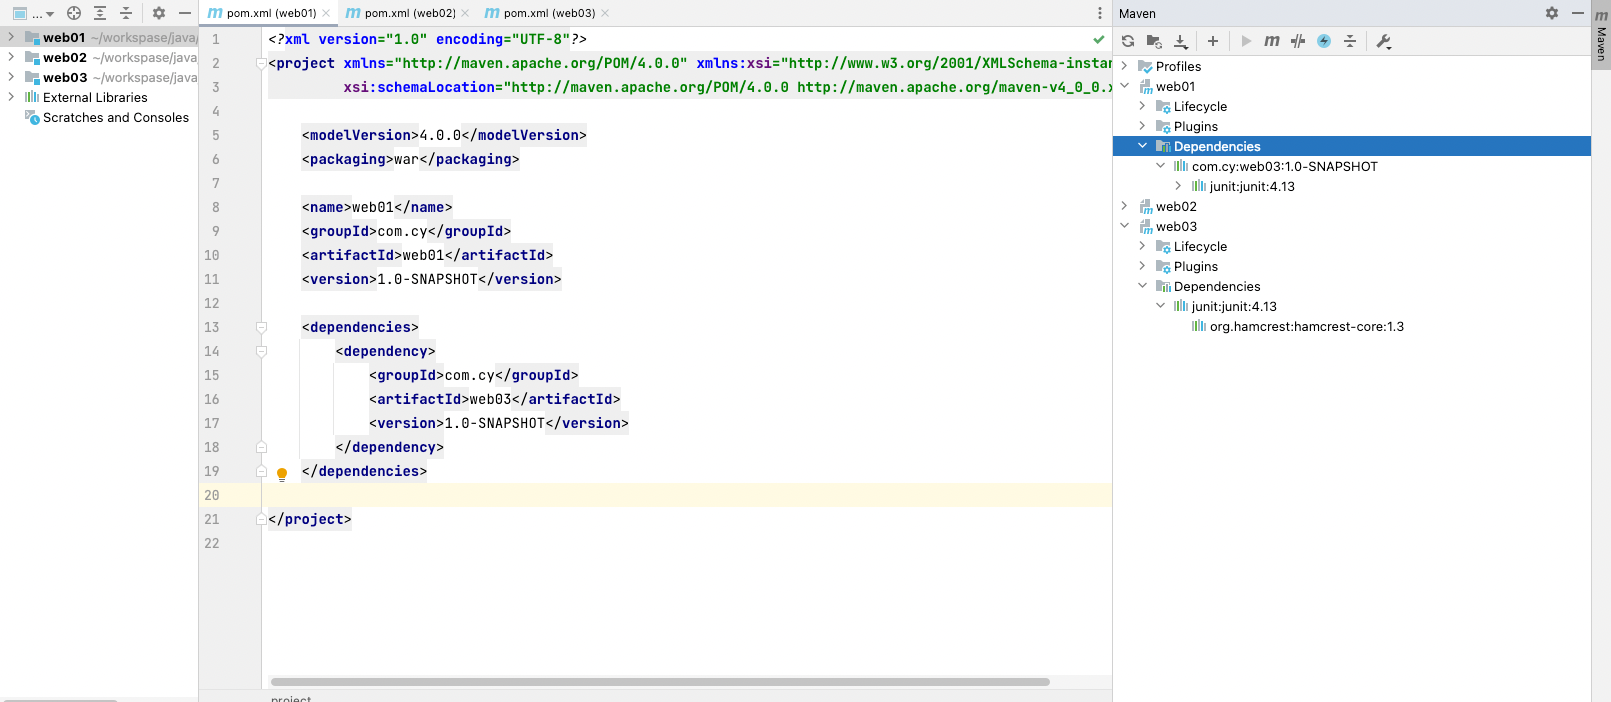 ...
web01 ~/workspase/java/
web02 ~/workspase/java
web03 ~/workspase/java
External Libraries
Scratches and Consoles
pom.xml (web01)
pom.xml (web02)
pom.xml (web03)
1 <?xml version="1.0" encoding="UTF-8"?>
2 <project xmlns="http://maven.apache.org/POM/4.0.0" xmlns:xsi="http://www.w3.org/2001/XMLSchema-instan
3 xsi:schemaLocation="http://maven.apache.org/POM/4.0.0 http://maven.apache.org/maven-v4_0_0.x
4
5 <modelVersion>4.0.0</modelVersion>
6 <packaging>war</packaging>
7
8 <name>web01</name>
9 <groupId>com.cy</groupId>
10 <artifactId>web01</artifactId>
11 <version>1.0-SNAPSHOT</version>
12
13 <dependencies>
14 <dependency>
15 <groupId>com.cy</groupId>
16 <artifactId>web03</artifactId>
17 <version>1.0-SNAPSHOT</version>
18 </dependency>
19 </dependencies>
20
21 </project>
22
project
Maven
Profiles
web01
Lifecycle
Plugins
Dependencies
com.cy:web03:1.0-SNAPSHOT
junit:junit:4.13
web02
web03
Lifecycle
Plugins
Dependencies
junit:junit:4.13
org.hamcrest:hamcrest-core:1.3
Maven